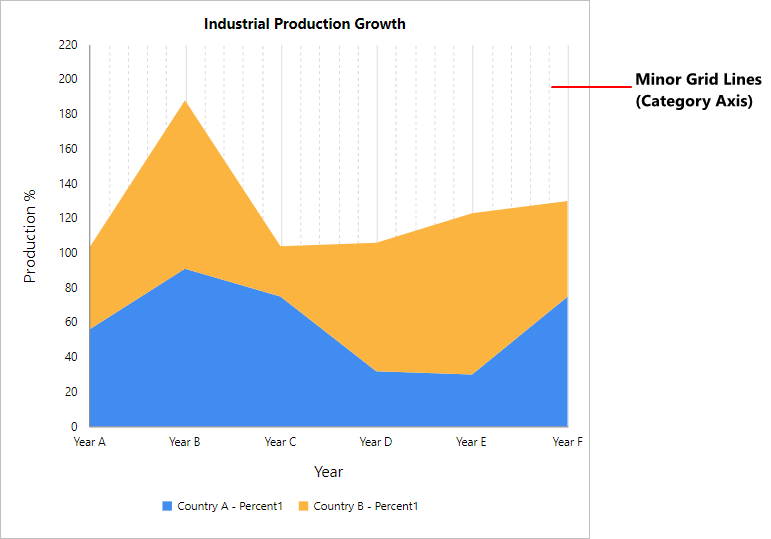 Industrial Production Growth
220
200
180
160
140
120
100
80
60
40
20
0
Production %
Year A
Year B
Year C
Year D
Year E
Year F
Year
Country A - Percent1
Country B - Percent1
Minor Grid Lines
(Category Axis)